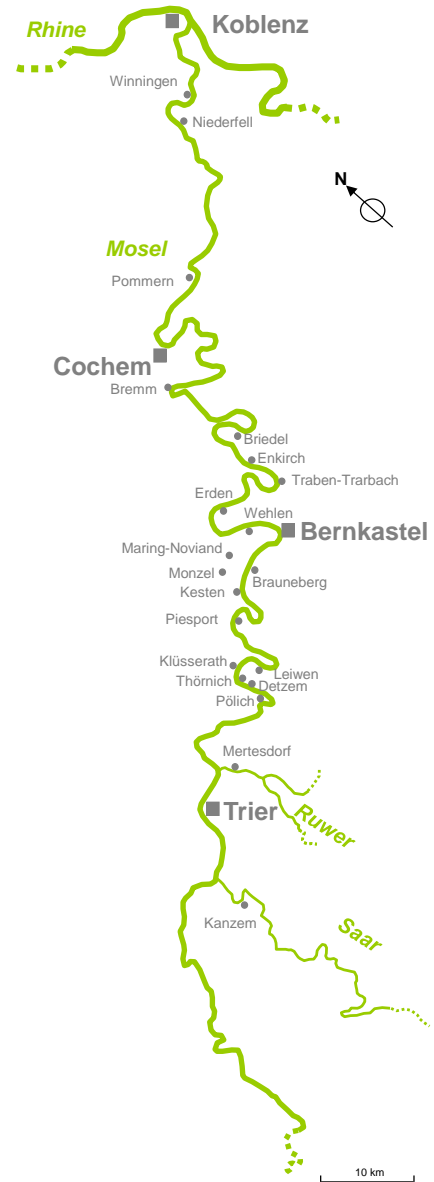 Koblenz
Rhine
Winningen
Niederfell
N
Mosel
Pommern
Cochem
Bremm
Briedel
Enkirch
Traben-Trarbach
Erden
Wehlen
Bernkastel
Maring-Noviand
Monzel
Brauneberg
Kesten
Piesport
Klüsserath
Leiwen
Thörnich
Detzem
Pölich
Mertesdorf
Trier
Ruwer
Kanzem
Saar
10 km